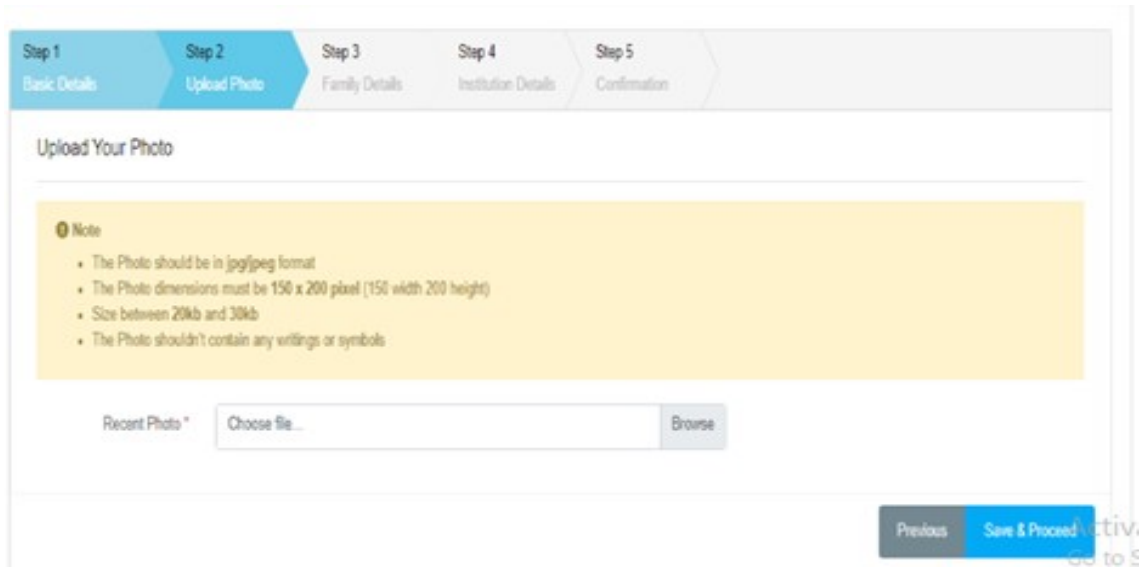 Step 1 Step 2 Step 3 Step 4 Step 5
Basic Details Upload Photo Family Details Institution Details Confirmation
Upload Your Photo
Note
The Photo should be in jpg/jpeg format
The Photo dimensions must be 150 x 200 pixel (150 width 200 height)
Size between 20kb and 30kb
The Photo shouldn't contain any writings or symbols
Recent Photo * Choose file... Browse
Previous Save & Proceed Activa
Go to S